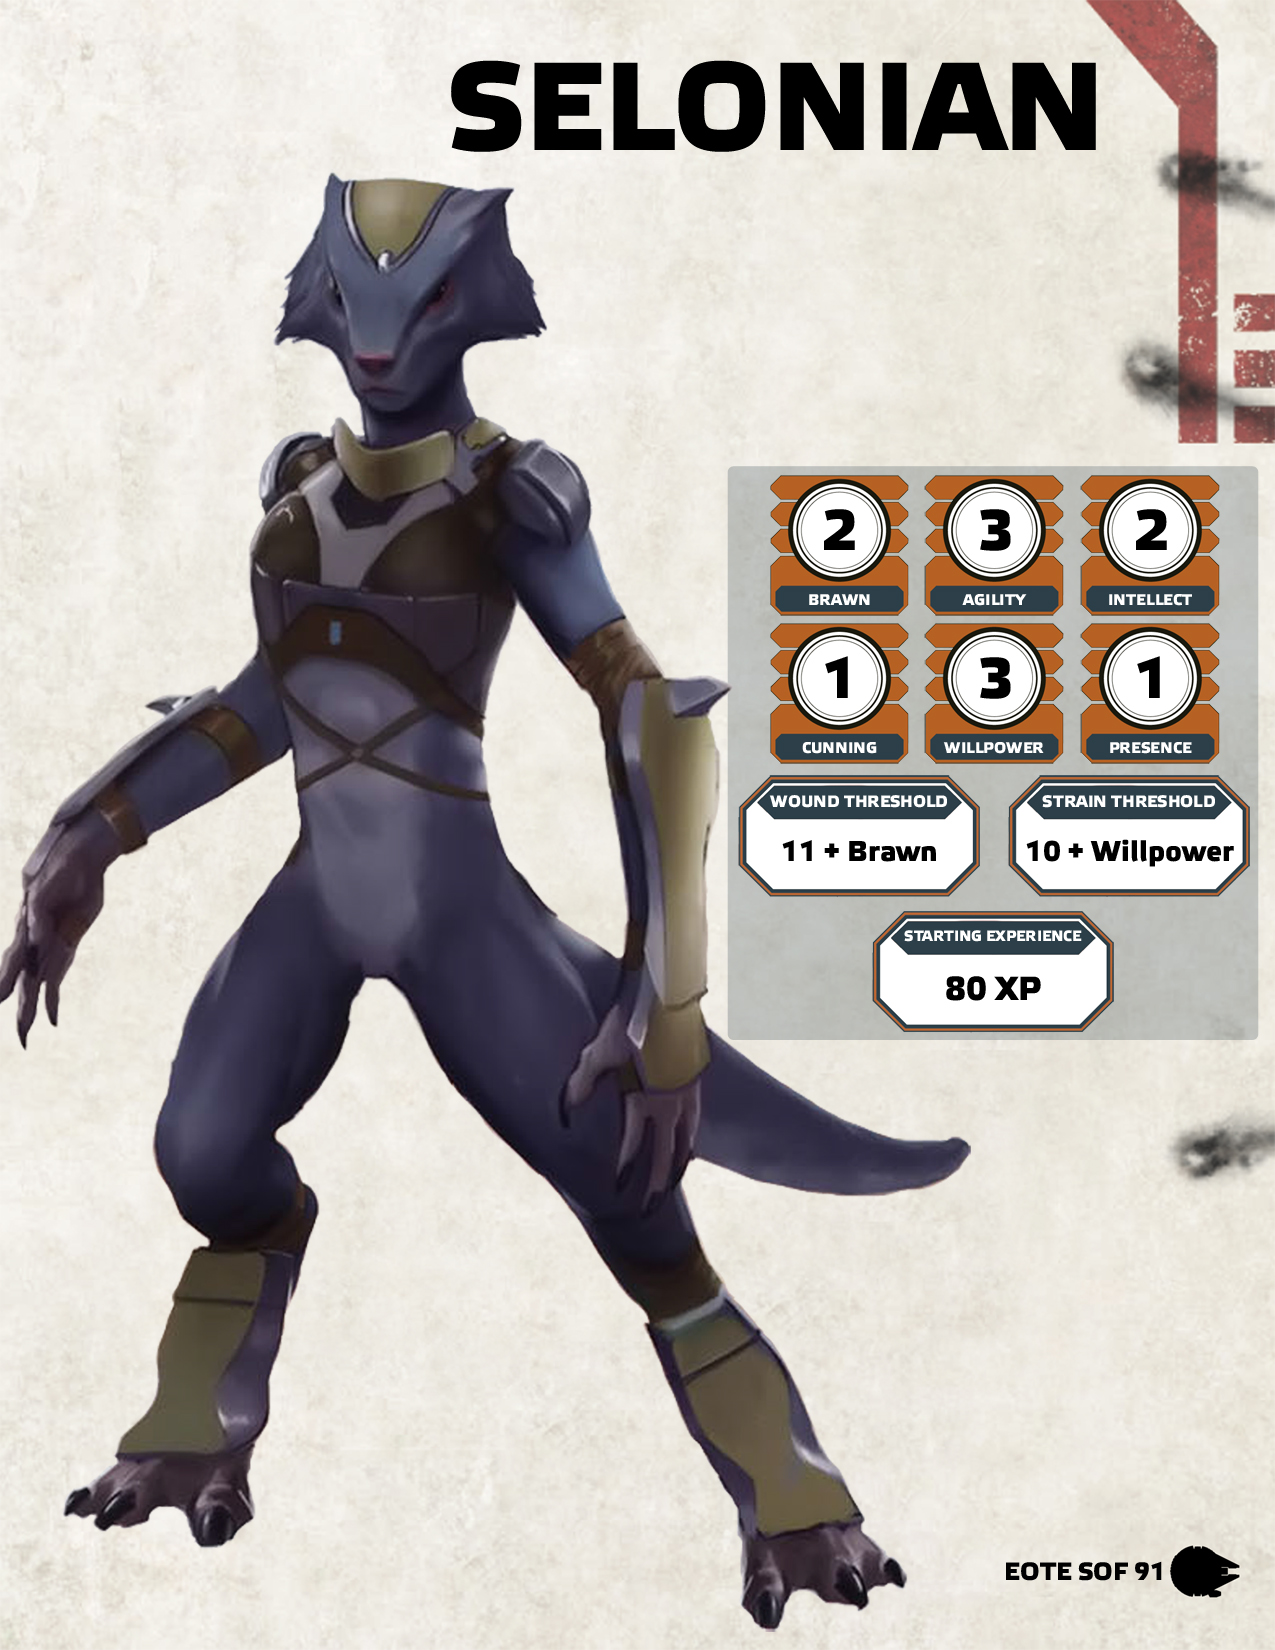 SELONIAN
2 3 2
BRAWN AGILITY INTELLECT
1 3 1
CUNNING WILLPOWER PRESENCE
WOUND THRESHOLD STRAIN THRESHOLD
11 + Brawn 10 + Willpower
STARTING EXPERIENCE
80 XP
EOTE SOF 91